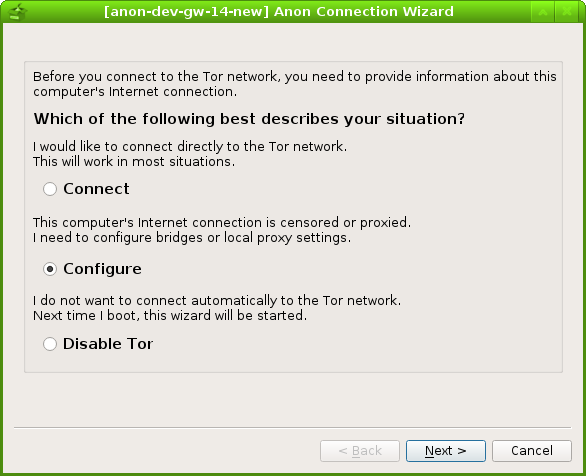 [anon-dev-gw-14-new] Anon Connection Wizard
Before you connect to the Tor network, you need to provide information about this
computer's Internet connection.
Which of the following best describes your situation?
I would like to connect directly to the Tor network.
This will work in most situations.
Connect
This computer's Internet connection is censored or proxied.
I need to configure bridges or local proxy settings.
Configure
I do not want to connect automatically to the Tor network.
Next time I boot, this wizard will be started.
Disable Tor
< Back
Next >
Cancel